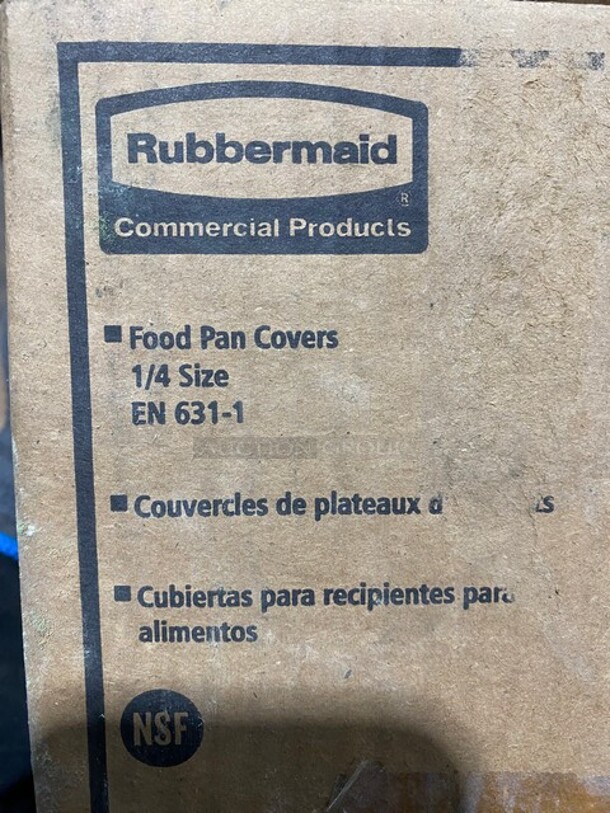 Rubbermaid
®
Commercial Products
Food Pan Covers
1/4 Size
EN 631-1
Couvercles de plateaux
Cubiertas para recipientes para
alimentos
NSF